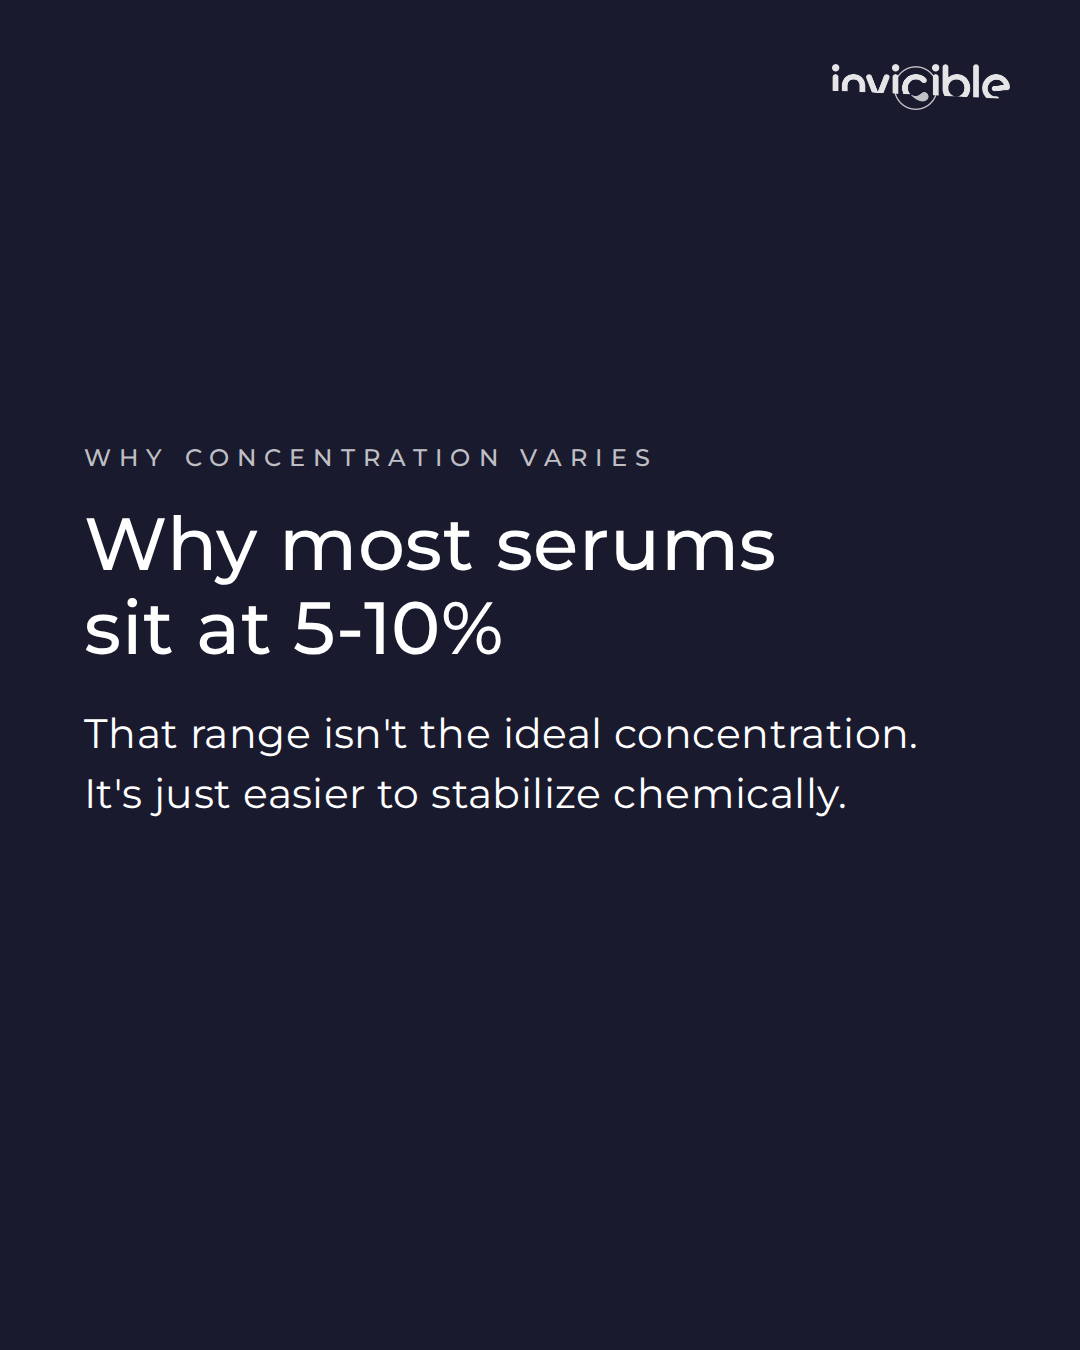 invicible
WHY CONCENTRATION VARIES
Why most serums
sit at 5-10%
That range isn't the ideal concentration.
It's just easier to stabilize chemically.